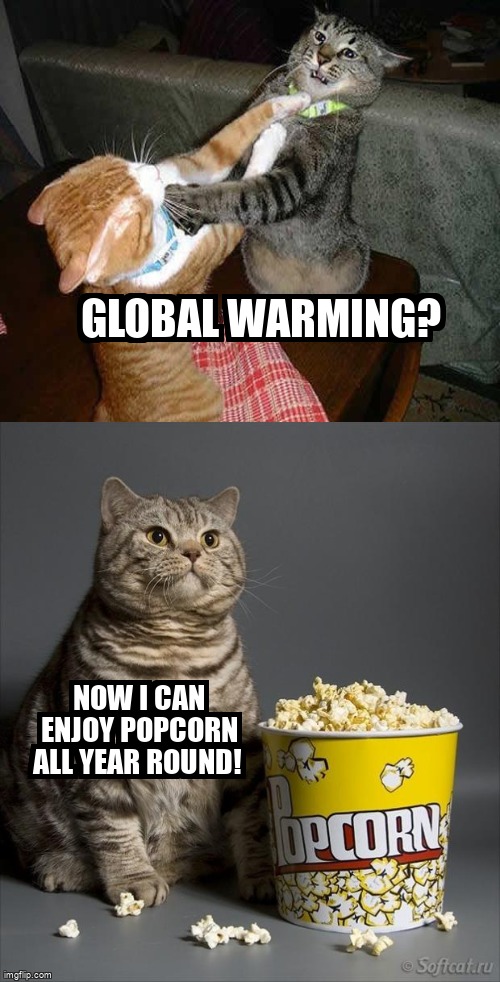 GLOBAL WARMING?
NOW I CAN
ENJOY POPCORN
ALL YEAR ROUND!
POPCORN
© Softcat.ru
imgflip.com